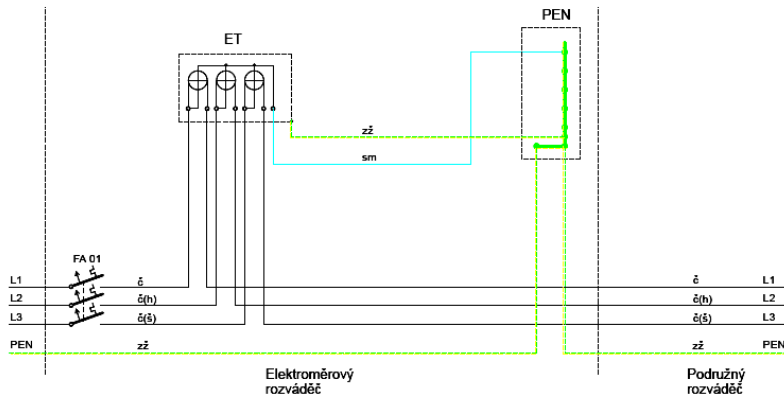 PEN
ET
zž
sm
FA 01
L1 č č L1
L2 č(h) č(h) L2
L3 č(š) č(š) L3
PEN zž zž PEN
Elektroměrový
rozváděč
Podružný
rozváděč